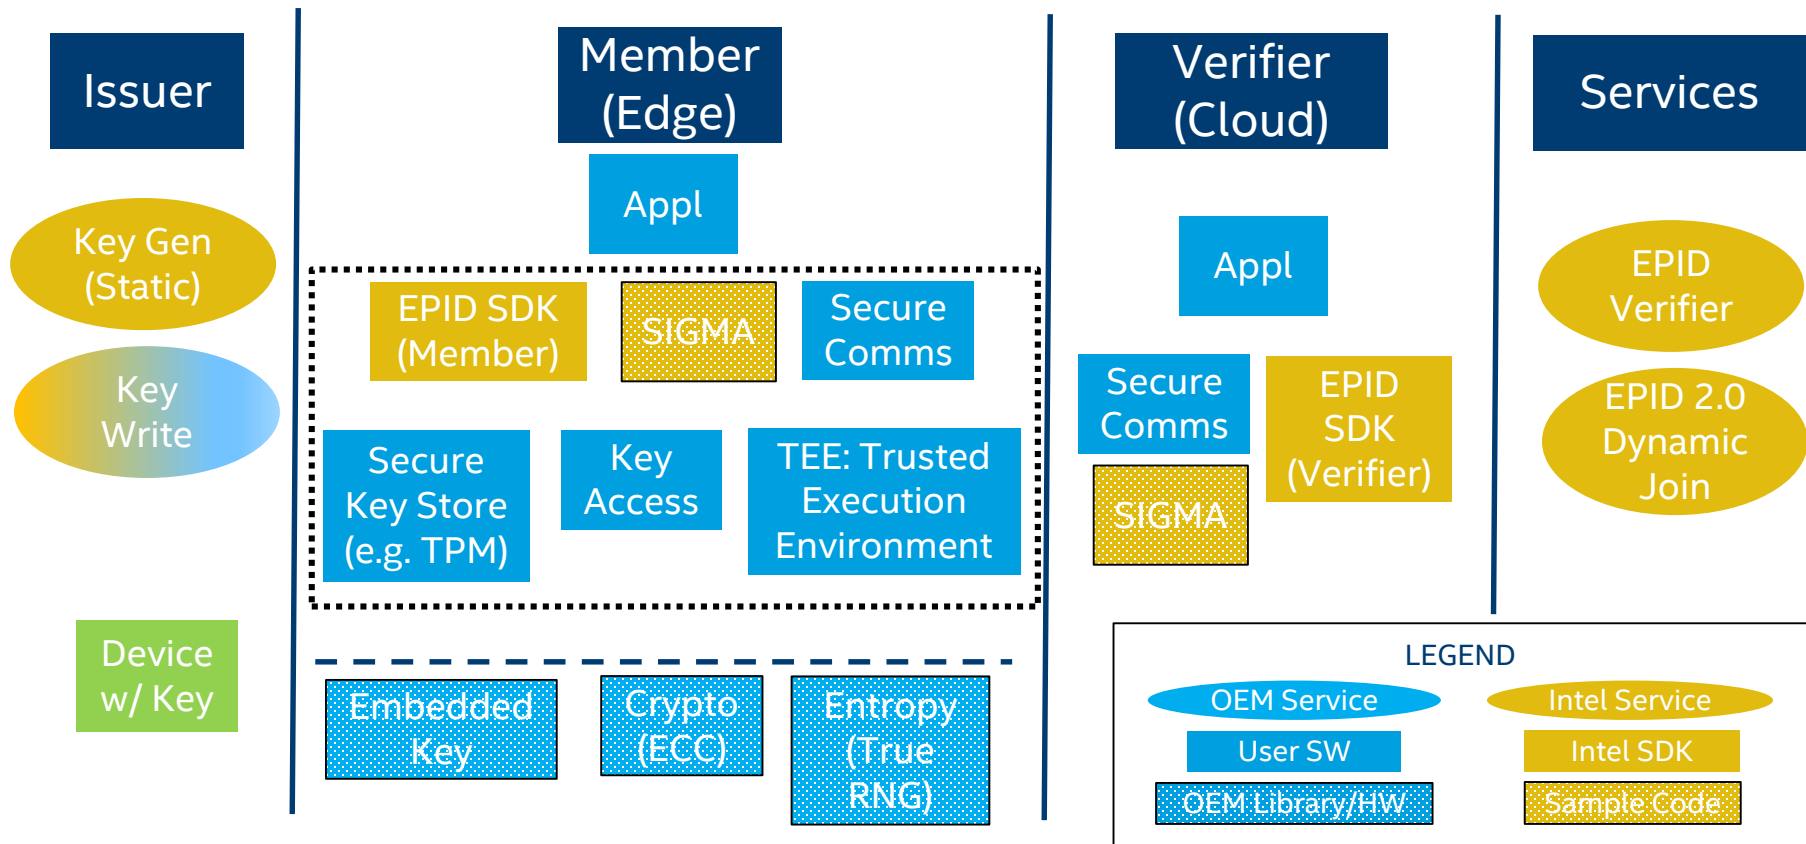 Issuer
Key Gen
(Static)
Key
Write
Device
w/ Key
Member
(Edge)
Appl
EPID SDK
(Member)
SIGMA
Secure
Comms
Secure
Key Store
(e.g. TPM)
Key
Access
TEE: Trusted
Execution
Environment
Embedded
Key
Crypto
(ECC)
Entropy
(True
RNG)
Verifier
(Cloud)
Appl
Secure
Comms
EPID
SDK
(Verifier)
SIGMA
Services
EPID
Verifier
EPID 2.0
Dynamic
Join
LEGEND
OEM Service
Intel Service
User SW
Intel SDK
OEM Library/HW
Sample Code